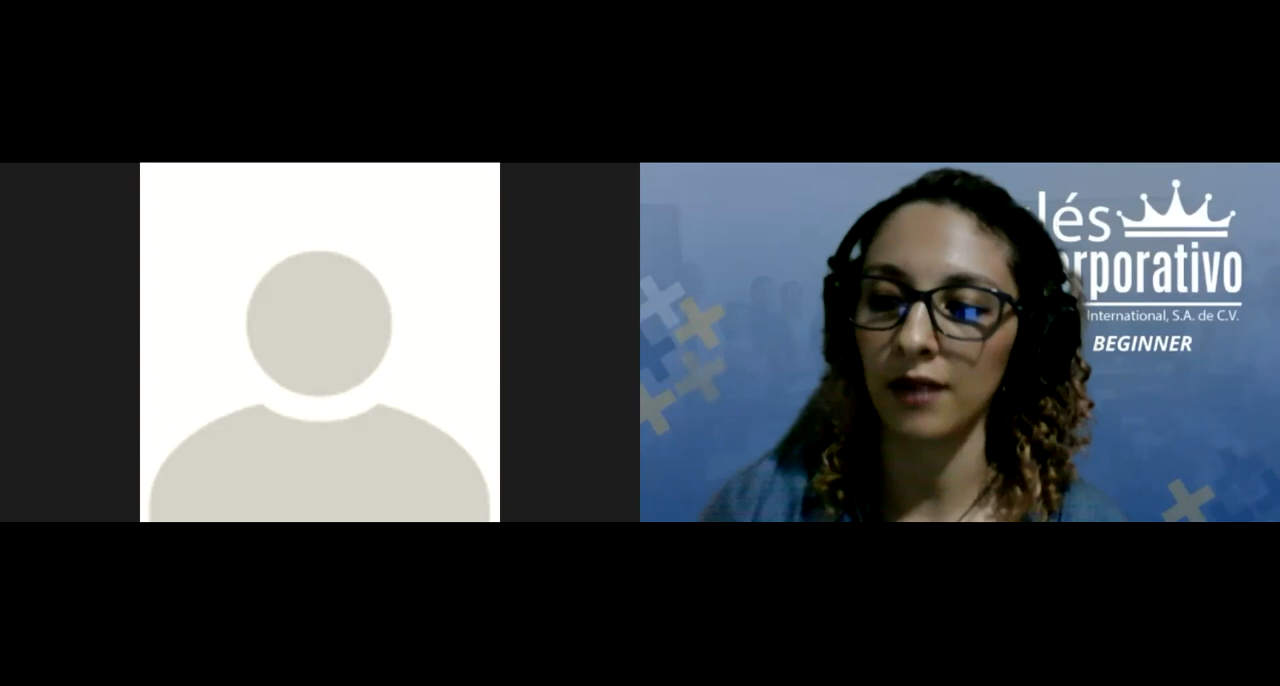 lés
rporativo
International, S.A. de C.V.
BEGINNER